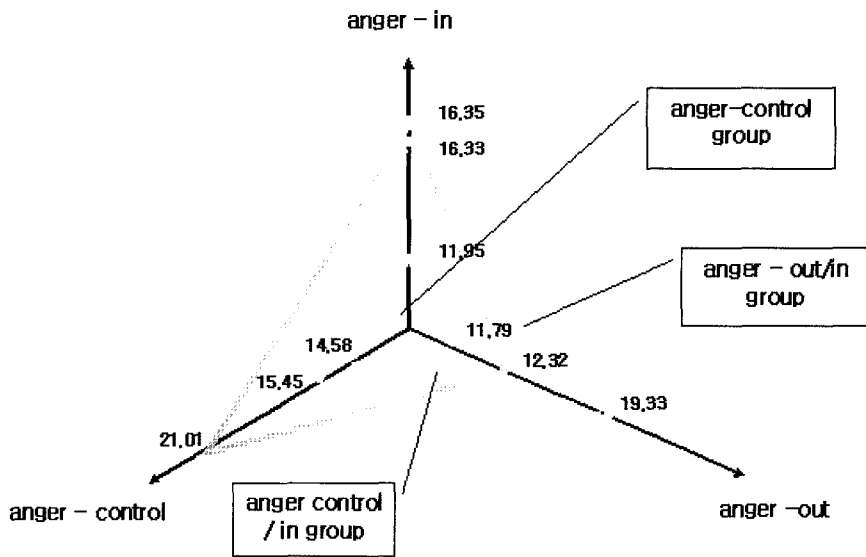 anger – in
16,35
16,33
anger-control
group
11,95
anger – out/in
group
11,79
14,58
12,32
15,45
19,33
21,01
anger – control
anger control
/ in group
anger –out